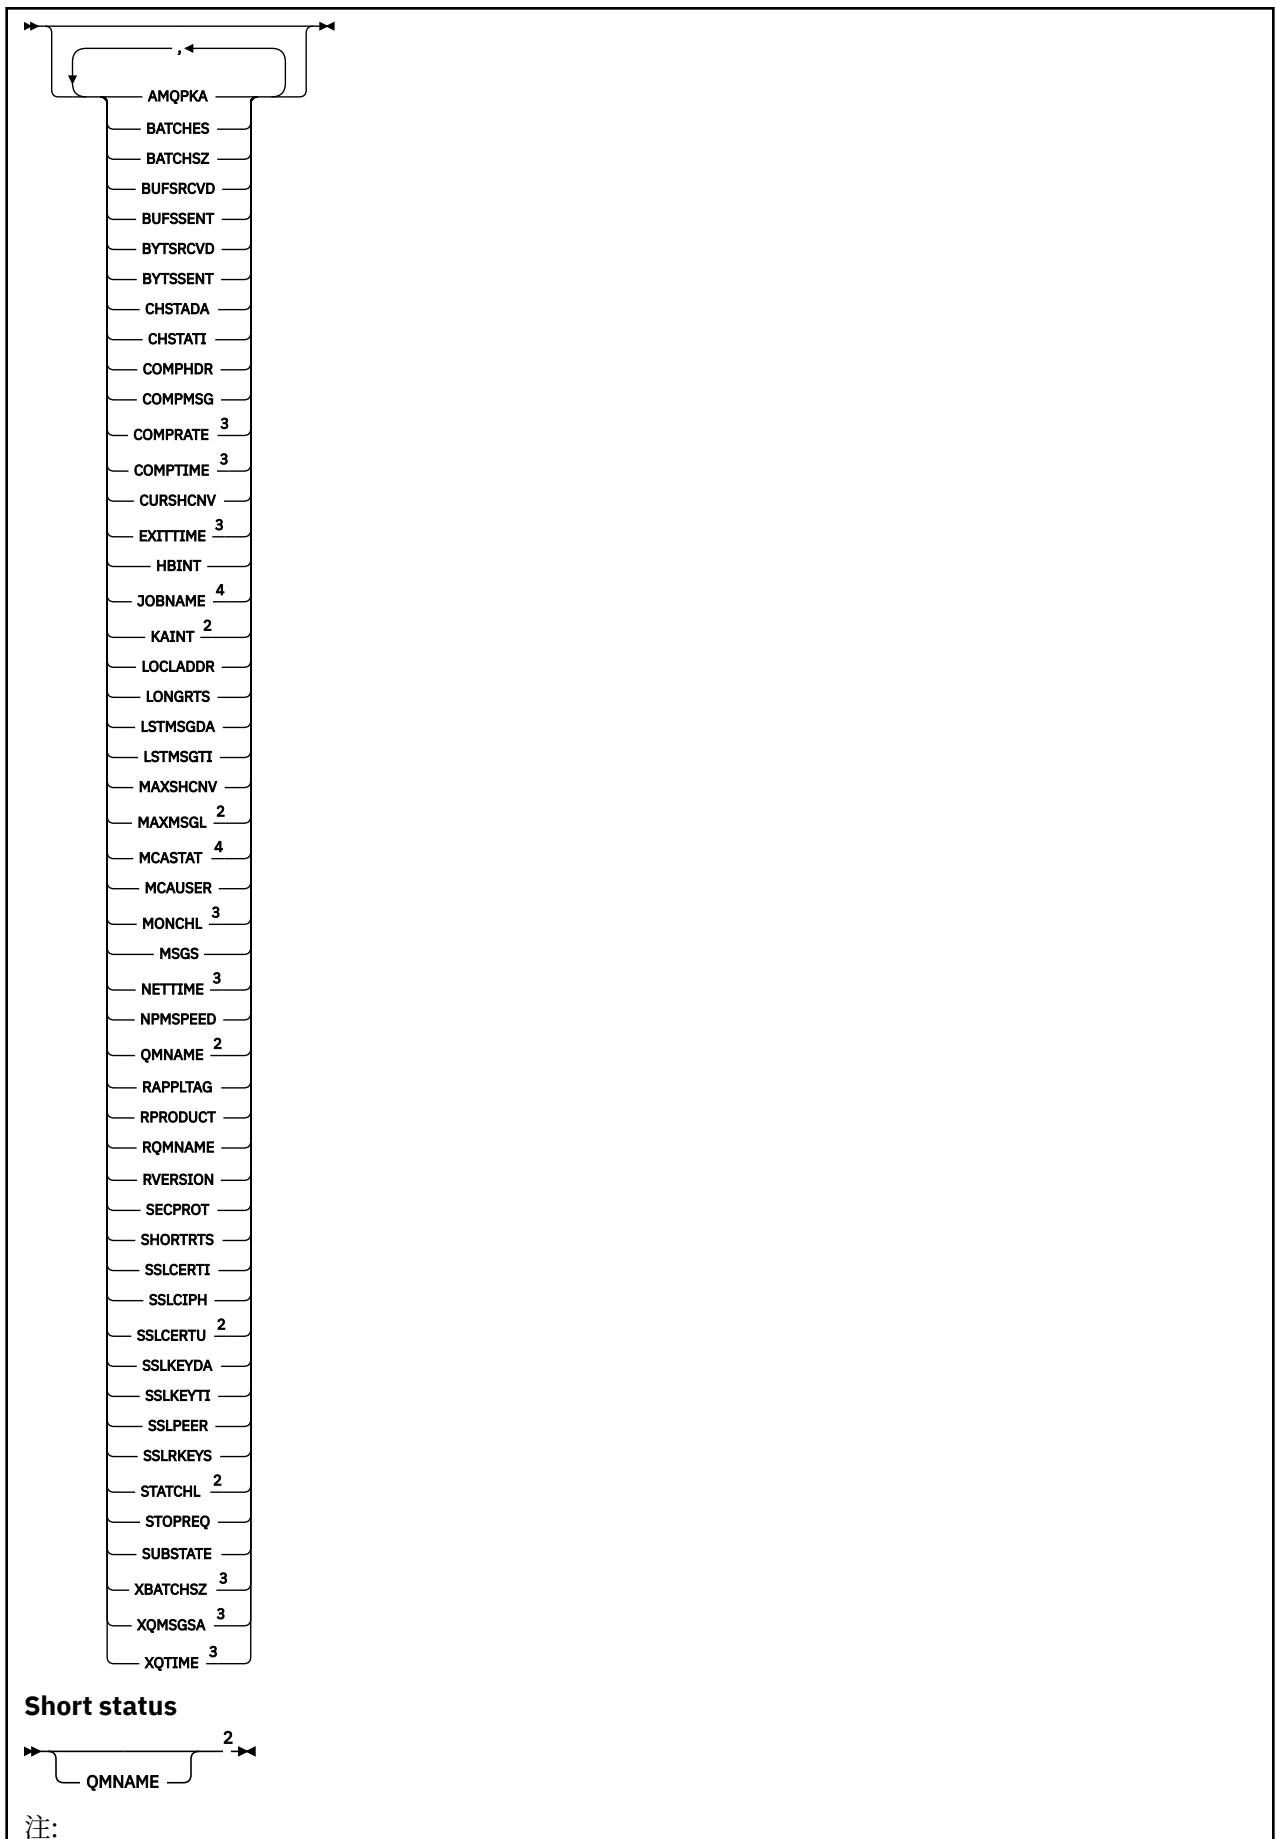 ,
AMQPKA
BATCHES
BATCHSZ
BUFSRCVD
BUFSSENT
BYTSRCVD
BYTSSENT
CHSTADA
CHSTATI
COMPHDR
COMPMSG
COMPRATE 3
COMPTIME 3
CURSHCNV
EXITTIME 3
HBINT
JOBNAME 4
KAINT 2
LOCLADDR
LONGRTS
LSTMSGDA
LSTMSGTI
MAXSHCNV
MAXMSGL 2
MCASTAT 4
MCAUSER
MONCHL 3
MSGS
NETTIME 3
NPMSPEED
QMNAME 2
RAPPLTAG
RPRODUCT
RQMNAME
RVERSION
SECPROT
SHORTRTS
SSLCERTI
SSLCIPH
SSLCERTU 2
SSLKEYDA
SSLKEYTI
SSLPEER
SSLRKEYS
STATCHL 2
STOPREQ
SUBSTATE
XBATCHSZ 3
XQMSGSA 3
XQTIME 3
Short status
2
QMNAME
注: